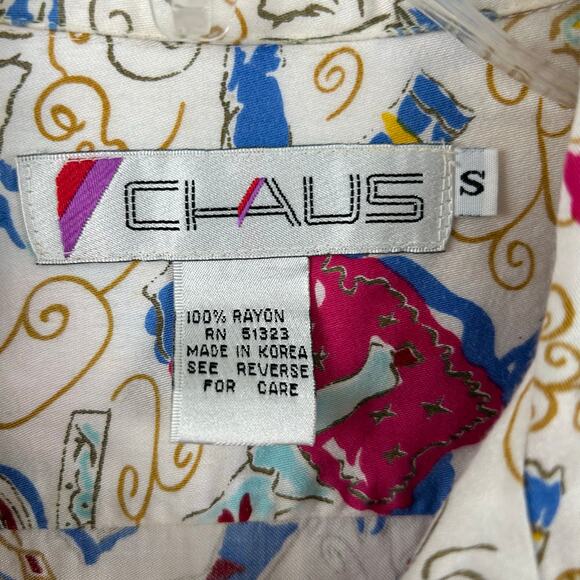 CHAUS
S
100% RAYON
RN 51323
MADE IN KOREA
SEE REVERSE
FOR CARE